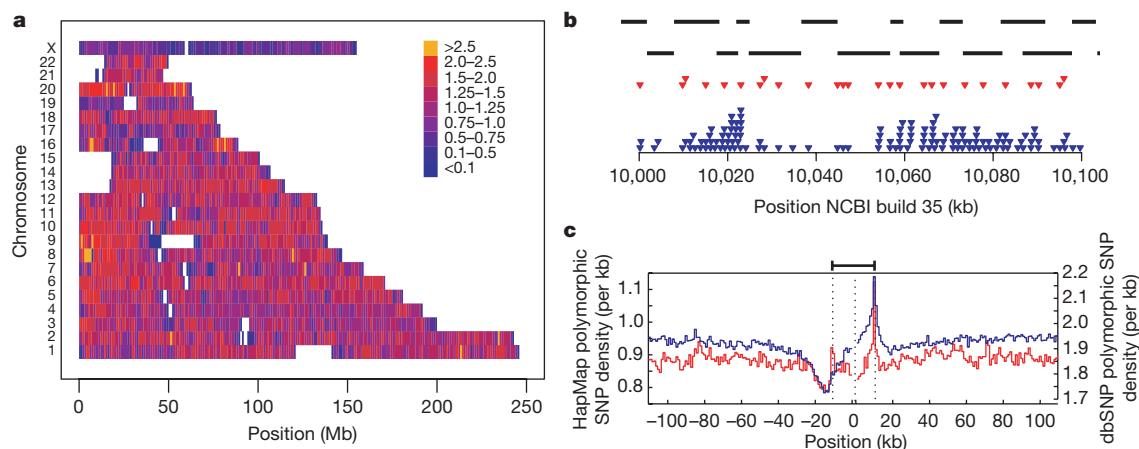 a
Chromosome
X
22
21
20
19
18
17
16
15
14
13
12
11
10
9
8
7
6
5
4
3
2
1
>2.5
2.0–2.5
1.5–2.0
1.25–1.5
1.0–1.25
0.75–1.0
0.5–0.75
0.1–0.5
<0.1
0 50 100 150 200 250
Position (Mb)
b
10,000 10,020 10,040 10,060 10,080 10,100
Position NCBI build 35 (kb)
c
HapMap polymorphic
SNP density (per kb)
1.1
1.0
0.9
0.8
2.2
2.1
2.0
1.9
1.8
1.7
dbSNP polymorphic SNP
density (per kb)
−100 −80 −60 −40 −20 0 20 40 60 80 100
Position (kb)